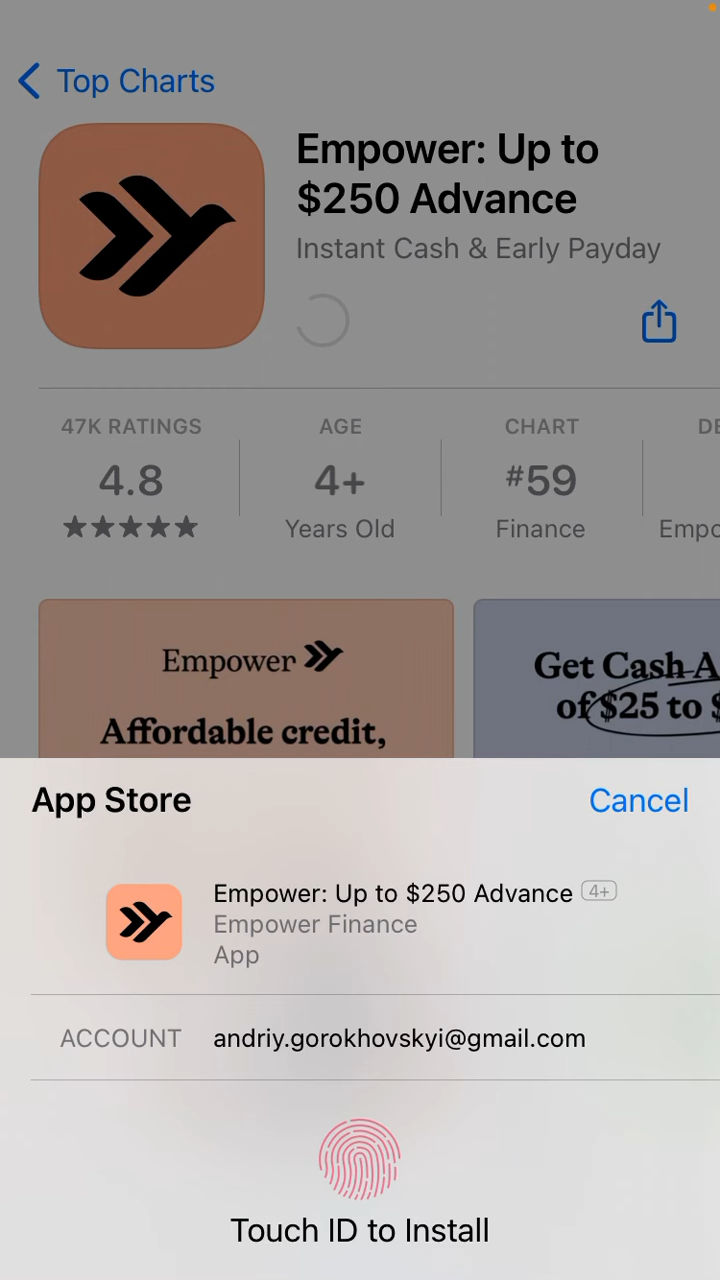 Top Charts
Empower: Up to
$250 Advance
Instant Cash & Early Payday
47K RATINGS
AGE
CHART
4.8
4+
#59
Years Old
Finance
Empower
Affordable credit,
Get Cash
of $25 to
App Store
Cancel
Empower: Up to $250 Advance 4+
Empower Finance
App
ACCOUNT
andriy.gorokhovskyi@gmail.com
Touch ID to Install